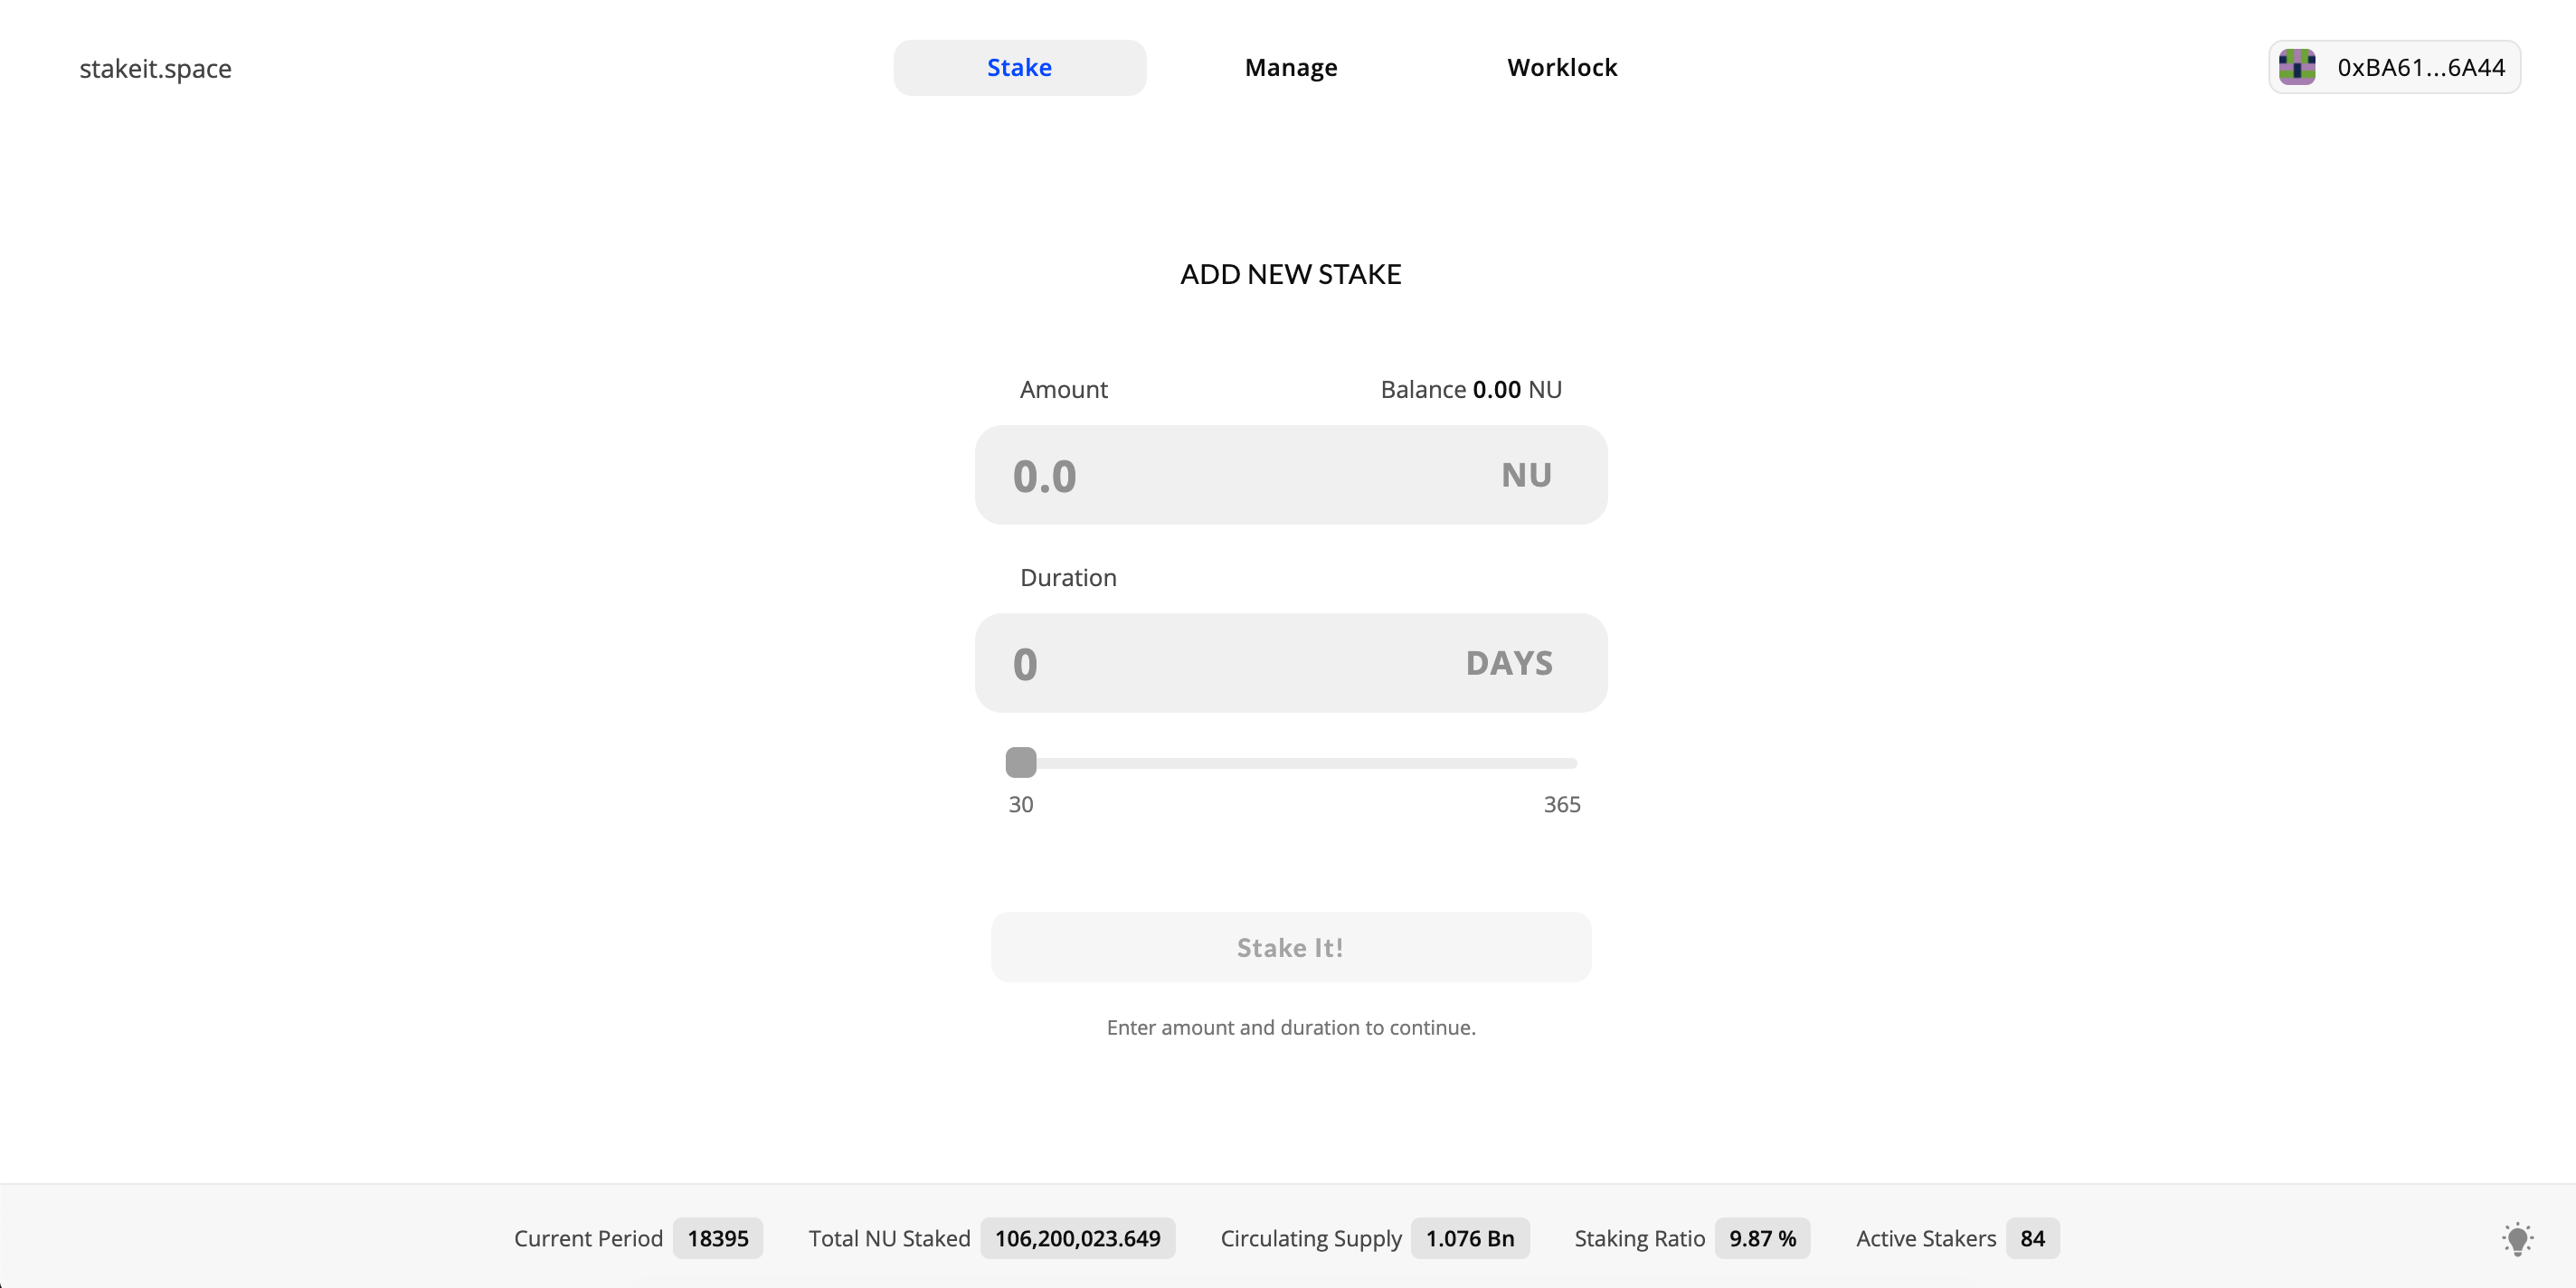 stakeit.space
Stake
Manage
Worklock
0xBA61...6A44
ADD NEW STAKE
Amount
Balance 0.00 NU
0.0
NU
Duration
0
DAYS
30
365
Stake It!
Enter amount and duration to continue.
Current Period 18395
Total NU Staked 106,200,023.649
Circulating Supply 1.076 Bn
Staking Ratio 9.87 %
Active Stakers 84